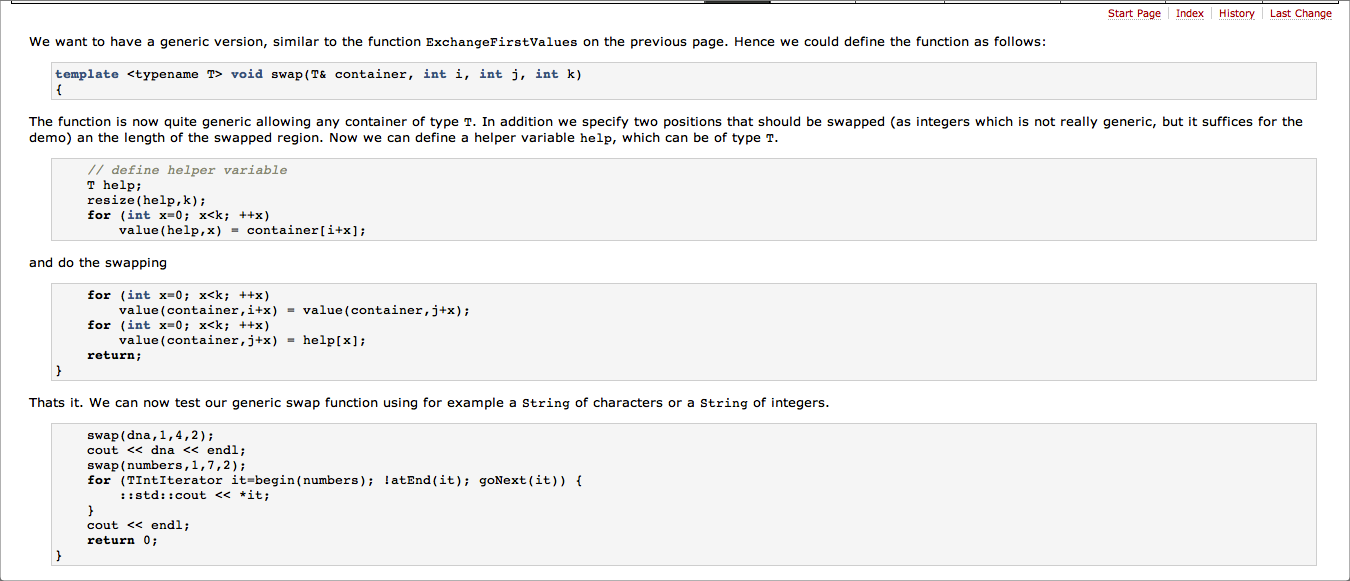 Start Page | Index | History | Last Change
We want to have a generic version, similar to the function ExchangeFirstValues on the previous page. Hence we could define the function as follows:
template <typename T> void swap(T& container, int i, int j, int k)
{
The function is now quite generic allowing any container of type T. In addition we specify two positions that should be swapped (as integers which is not really generic, but it suffices for the
demo) an the length of the swapped region. Now we can define a helper variable help, which can be of type T.
    // define helper variable
    T help;
    resize(help,k);
    for (int x=0; x<k; ++x)
        value(help,x) = container[i+x];
and do the swapping
    for (int x=0; x<k; ++x)
        value(container,i+x) = value(container,j+x);
    for (int x=0; x<k; ++x)
        value(container,j+x) = help[x];
    return;
}
Thats it. We can now test our generic swap function using for example a String of characters or a String of integers.
    swap(dna,1,4,2);
    cout << dna << endl;
    swap(numbers,1,7,2);
    for (TIntIterator it=begin(numbers); !atEnd(it); goNext(it)) {
        ::std::cout << *it;
    }
    cout << endl;
    return 0;
}